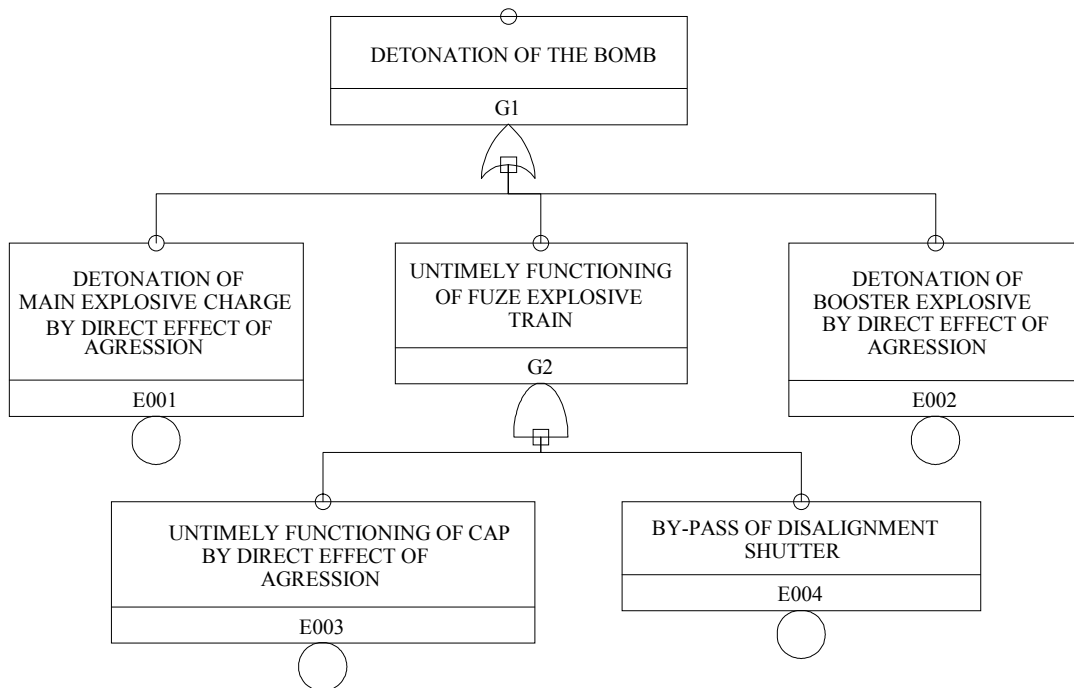 DETONATION OF THE BOMB
G1
DETONATION OF
MAIN EXPLOSIVE CHARGE
BY DIRECT EFFECT OF
AGRESSION
E001
UNTIMELY FUNCTIONING
OF FUZE EXPLOSIVE
TRAIN
G2
DETONATION OF
BOOSTER EXPLOSIVE
BY DIRECT EFFECT OF
AGRESSION
E002
UNTIMELY FUNCTIONING OF CAP
BY DIRECT EFFECT OF
AGRESSION
E003
BY-PASS OF DISALIGNMENT
SHUTTER
E004